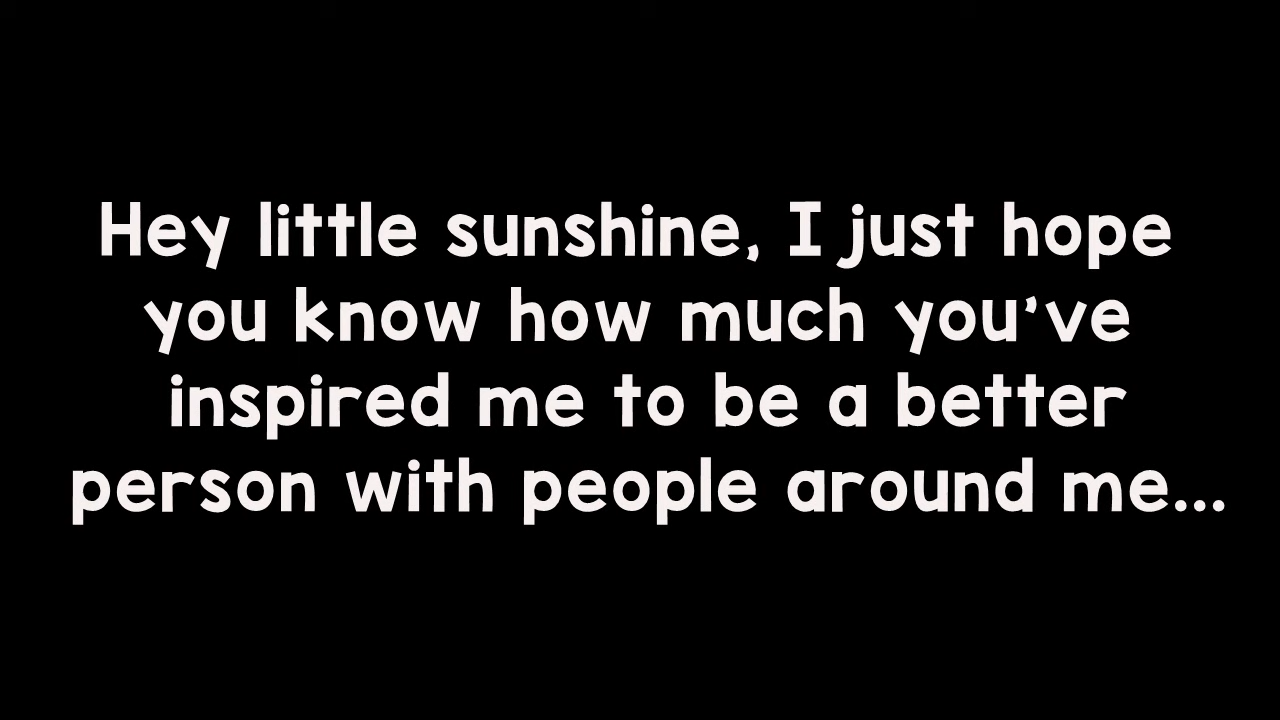 Hey little sunshine, I just hope
you know how much you've
inspired me to be a better
person with people around me...